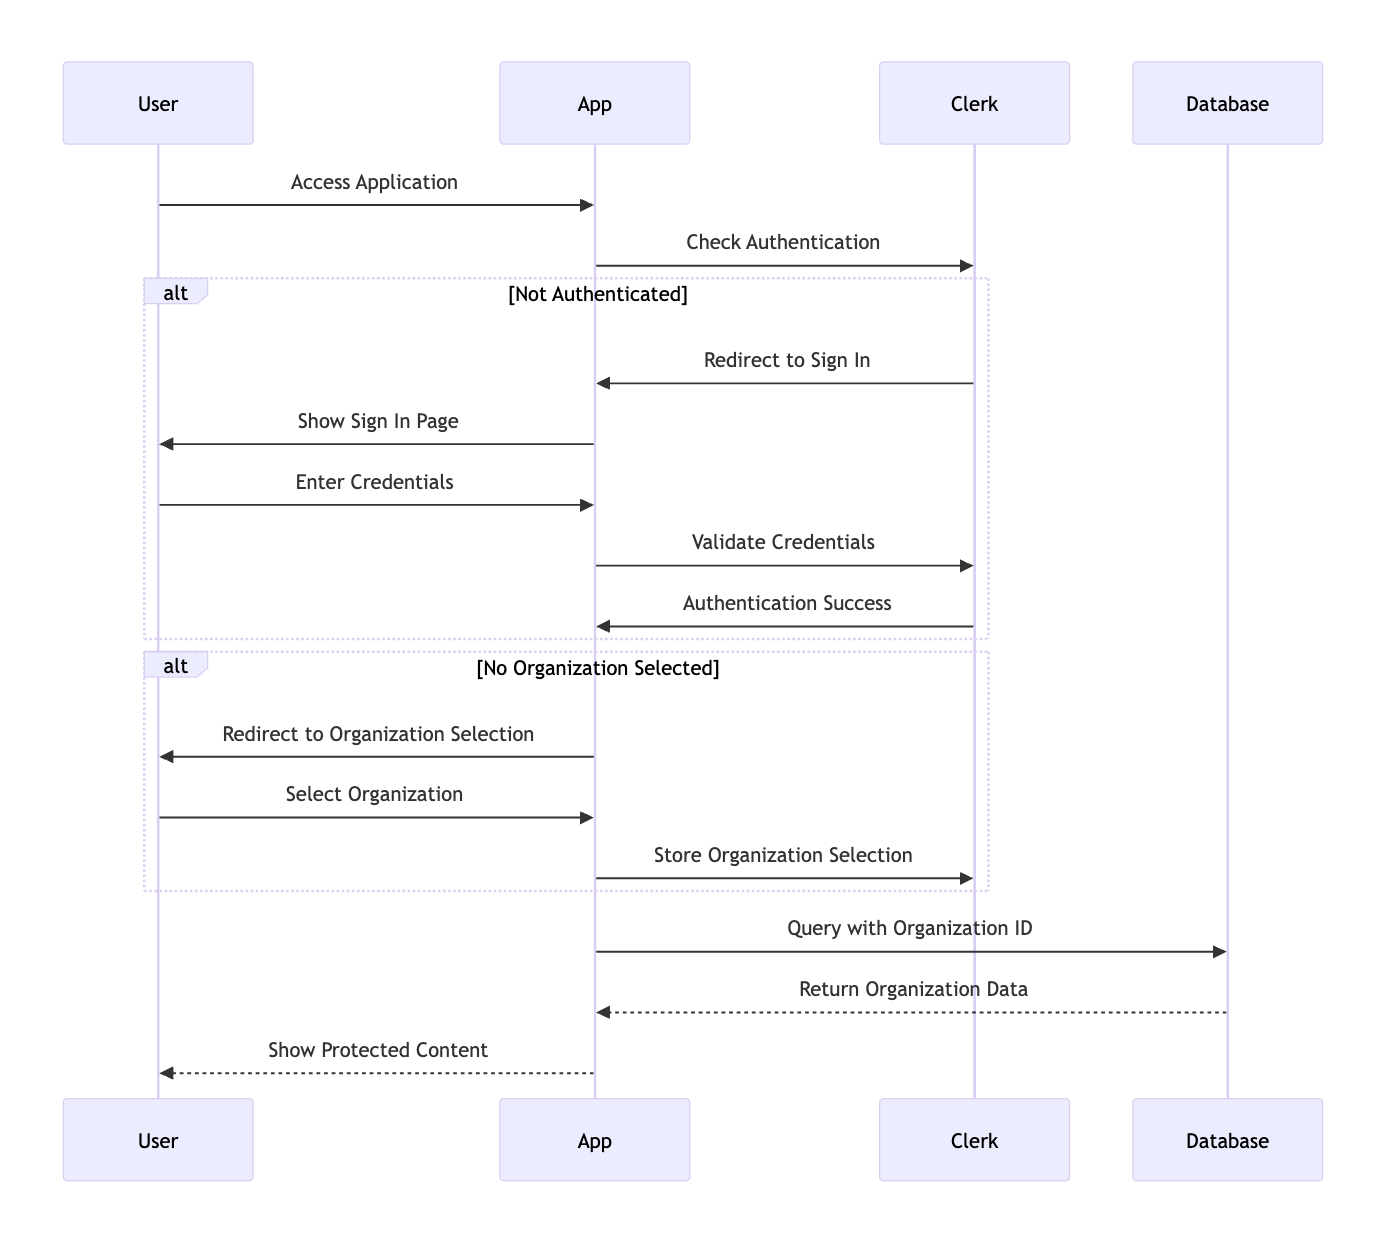 User
App
Clerk
Database
Access Application
Check Authentication
alt
[Not Authenticated]
Redirect to Sign In
Show Sign In Page
Enter Credentials
Validate Credentials
Authentication Success
alt
[No Organization Selected]
Redirect to Organization Selection
Select Organization
Store Organization Selection
Query with Organization ID
Return Organization Data
Show Protected Content
User
App
Clerk
Database